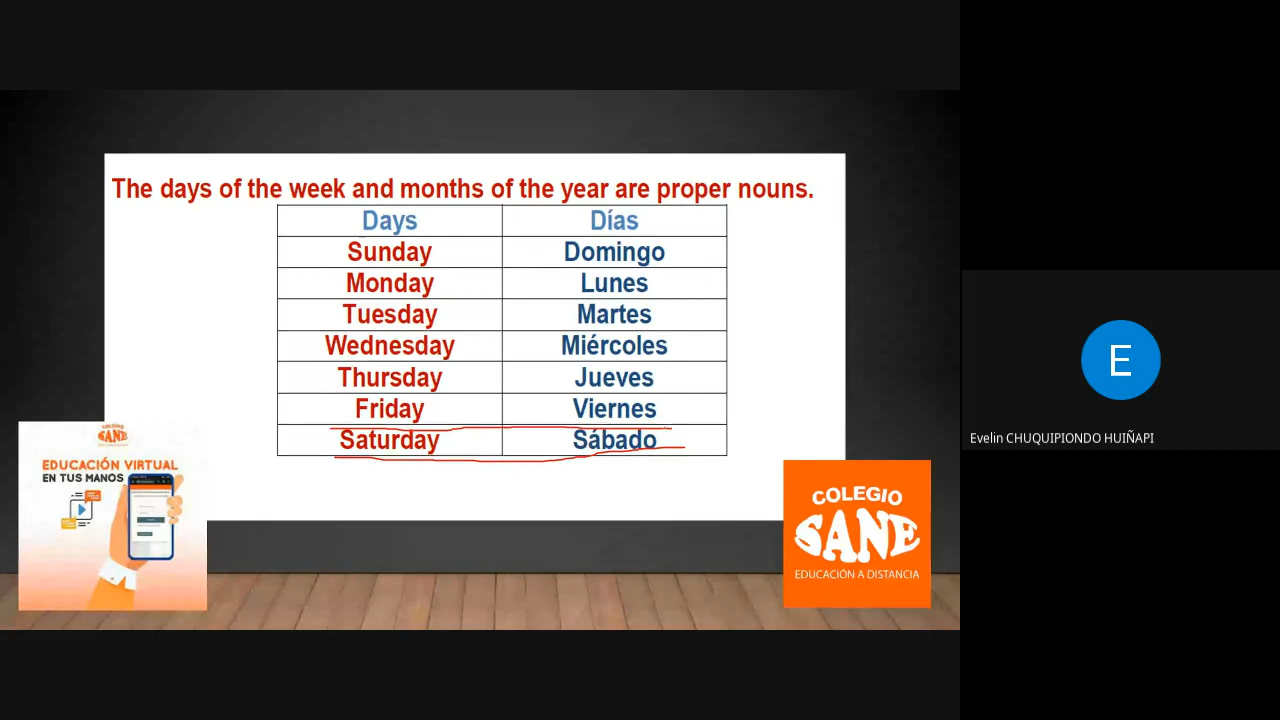 The days of the week and months of the year are proper nouns.
Days Días
Sunday Domingo
Monday Lunes
Tuesday Martes
Wednesday Miércoles
Thursday Jueves
Friday Viernes
Saturday Sábado
COLEGIO
SANE
EDUCACIÓN VIRTUAL
EN TUS MANOS
COLEGIO
SANE
EDUCACIÓN A DISTANCIA
E
Evelin CHUQUIPIONDO HUIÑAPI